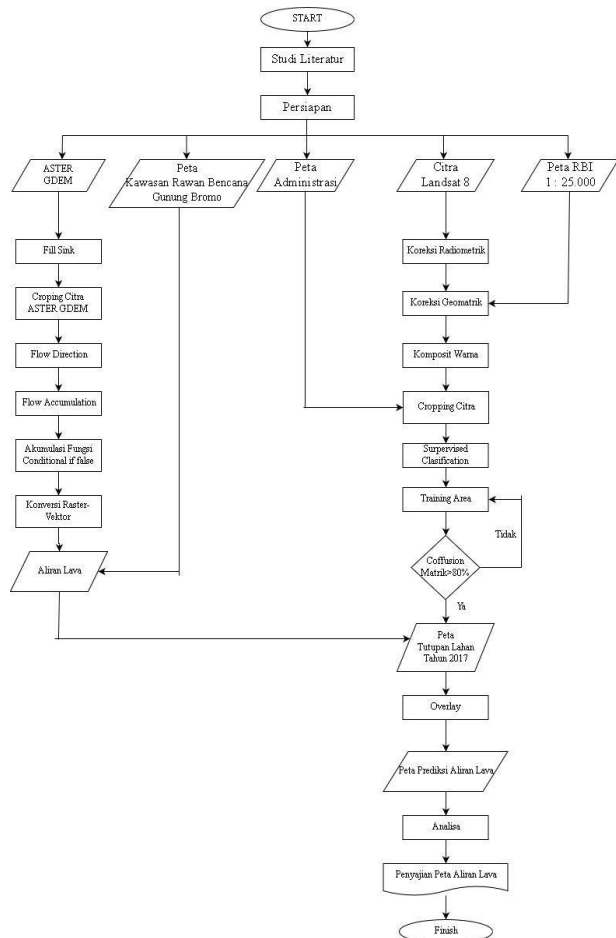 START
Studi Literatur
Persiapan
ASTER
GDEM
Peta
Kawasan Rawan Bencana
Gunung Bromo
Peta
Administrasi
Citra
Landsat 8
Peta RBI
1 : 25.000
Fill Sink
Croping Citra
ASTER GDEM
Flow Direction
Flow Accumulation
Akumulasi Fungsi
Conditional if false
Konversi Raster-
Vektor
Aliran Lava
Koreksi Radiometrik
Koreksi Geomatrik
Komposit Warna
Cropping Citra
Surpervised
Clasification
Training Area
Tidak
Coffusion
Matrik>80%
Ya
Peta
Tutupan Lahan
Tahun 2017
Overlay
Peta Prediksi Aliran Lava
Analisa
Penyajian Peta Aliran Lava
Finish